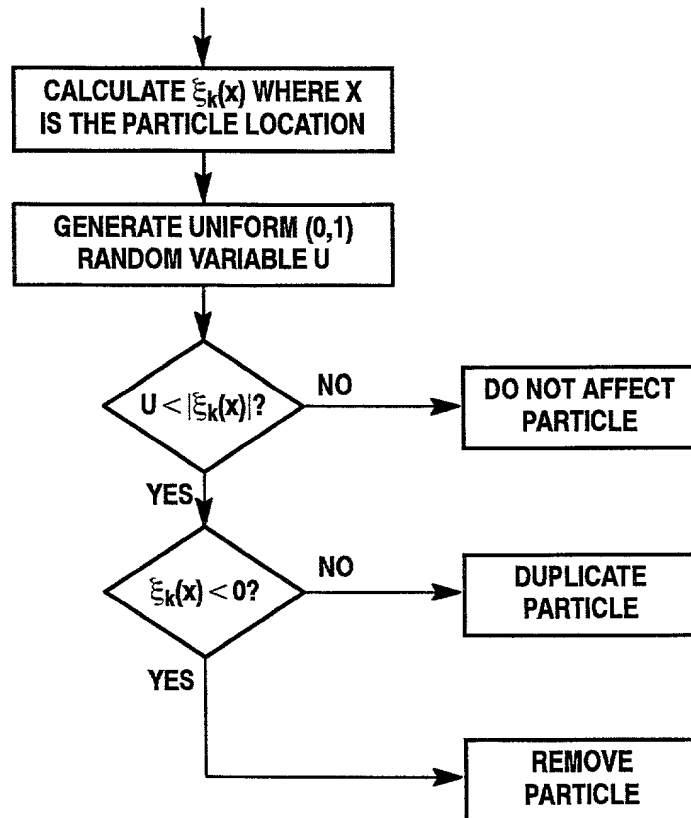 CALCULATE ξk(x) WHERE X
IS THE PARTICLE LOCATION
GENERATE UNIFORM (0,1)
RANDOM VARIABLE U
U < |ξk(x)|?
NO
DO NOT AFFECT
PARTICLE
YES
ξk(x) < 0?
NO
DUPLICATE
PARTICLE
YES
REMOVE
PARTICLE